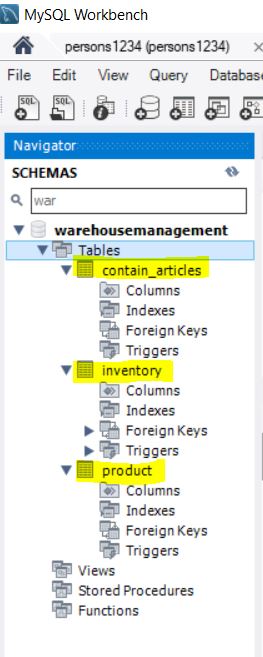 MySQL Workbench
persons1234 (persons1234)
File Edit View Query Databas
SQL SQL
Navigator
SCHEMAS
war
warehousemanagement
Tables
contain_articles
Columns
Indexes
Foreign Keys
Triggers
inventory
Columns
Indexes
Foreign Keys
Triggers
product
Columns
Indexes
Foreign Keys
Triggers
Views
Stored Procedures
Functions